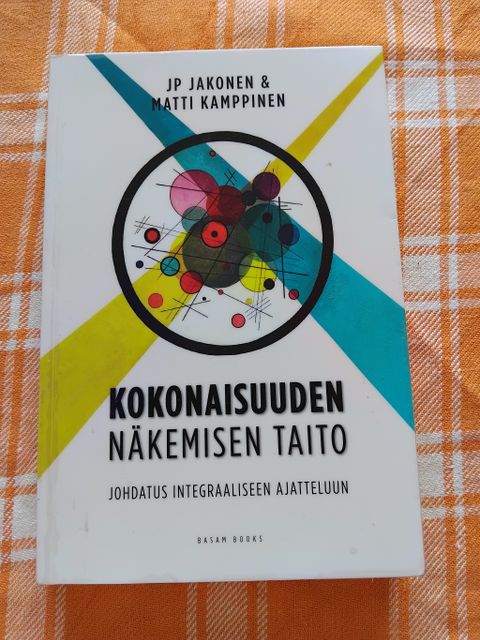 JP JAKONEN &
MATTI KAMPPINEN
KOKONAISUUDEN
NÄKEMISEN TAITO
JOHDATUS INTEGRAALISEEN AJATTELUUN
BASAM BOOKS